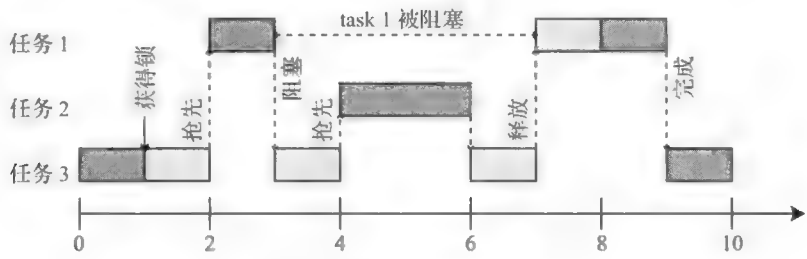 task 1 被阻塞
任务 1
获得锁
抢先
阻塞
抢先
释放
完成
任务 2
任务 3
0 2 4 6 8 10